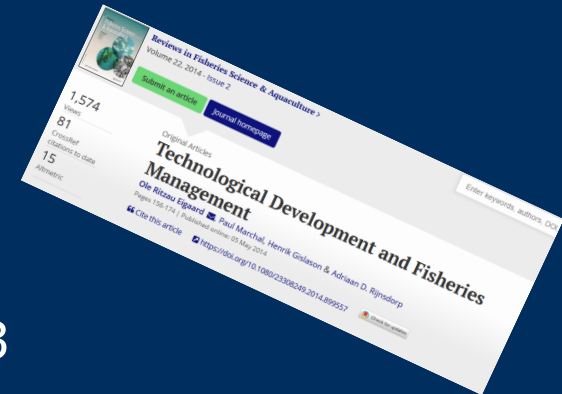 Reviews in Fisheries Science & Aquaculture >
Volume 22, 2014 - Issue 2
Submit an article
Journal homepage
1,574
Views
81
CrossRef
citations to date
15
Altmetric
Enter keywords, authors, DOI
Original Articles
Technological Development and Fisheries
Management
Ole Ritzau Eigaard, Paul Marchal, Henrik Gislason & Adriaan D. Rijnsdorp
Pages 156-174 | Published online: 05 May 2014
Cite this article
https://doi.org/10.1080/23308249.2014.899557
Check for updates
3